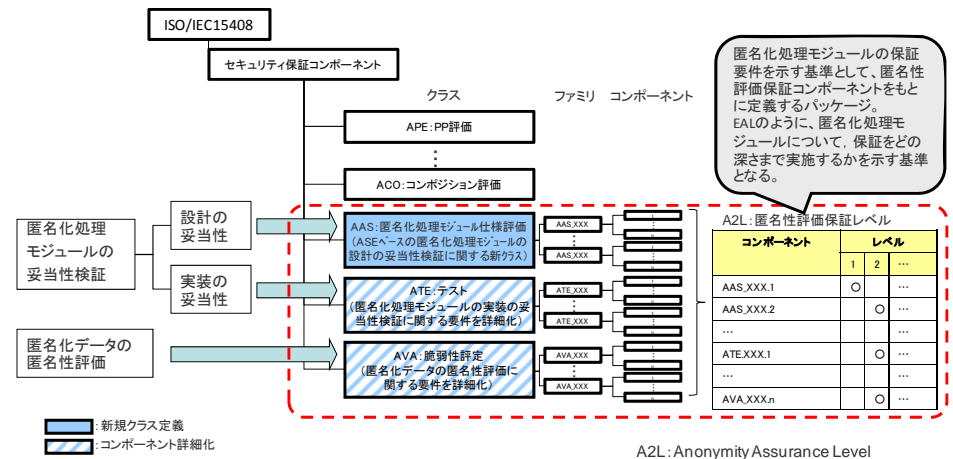 ISO/IEC15408
セキュリティ保証コンポーネント
クラス
ファミリ
コンポーネント
匿名化処理モジュールの保証
要件を示す基準として、匿名性
評価保証コンポーネントをもと
に定義するパッケージ。
EALのように、匿名化処理モ
ジュールについて，保証をどの
深さまで実施するかを示す基準
となる。
APE：PP評価
⋮
ACO：コンポジション評価
匿名化処理
モジュールの
妥当性検証
設計の
妥当性
実装の
妥当性
匿名化データの
匿名性評価
AAS：匿名化処理ﾓｼﾞｭｰﾙ仕様評価
(ASEﾍﾞｰｽの匿名化処理ﾓｼﾞｭｰﾙの
設計の妥当性検証に関する新クラス)
ATE：テスト
(匿名化処理モジュールの実装の妥
当性検証に関する要件を詳細化)
AVA：脆弱性評定
(匿名化データの匿名性評価に
関する要件を詳細化)
AAS_XXX
AAS_XXX
ATE_XXX
ATE_XXX
AVA_XXX
AVA_XXX
A2L：匿名性評価保証レベル
コンポーネント レベル
1 2 …
AAS_XXX.1 ○ …
AAS_XXX.2 ○ …
… …
ATE_XXX.1 ○ …
… …
AVA_XXX.n ○ …
：新規クラス定義
：コンポーネント詳細化
A2L：Anonymity Assurance Level